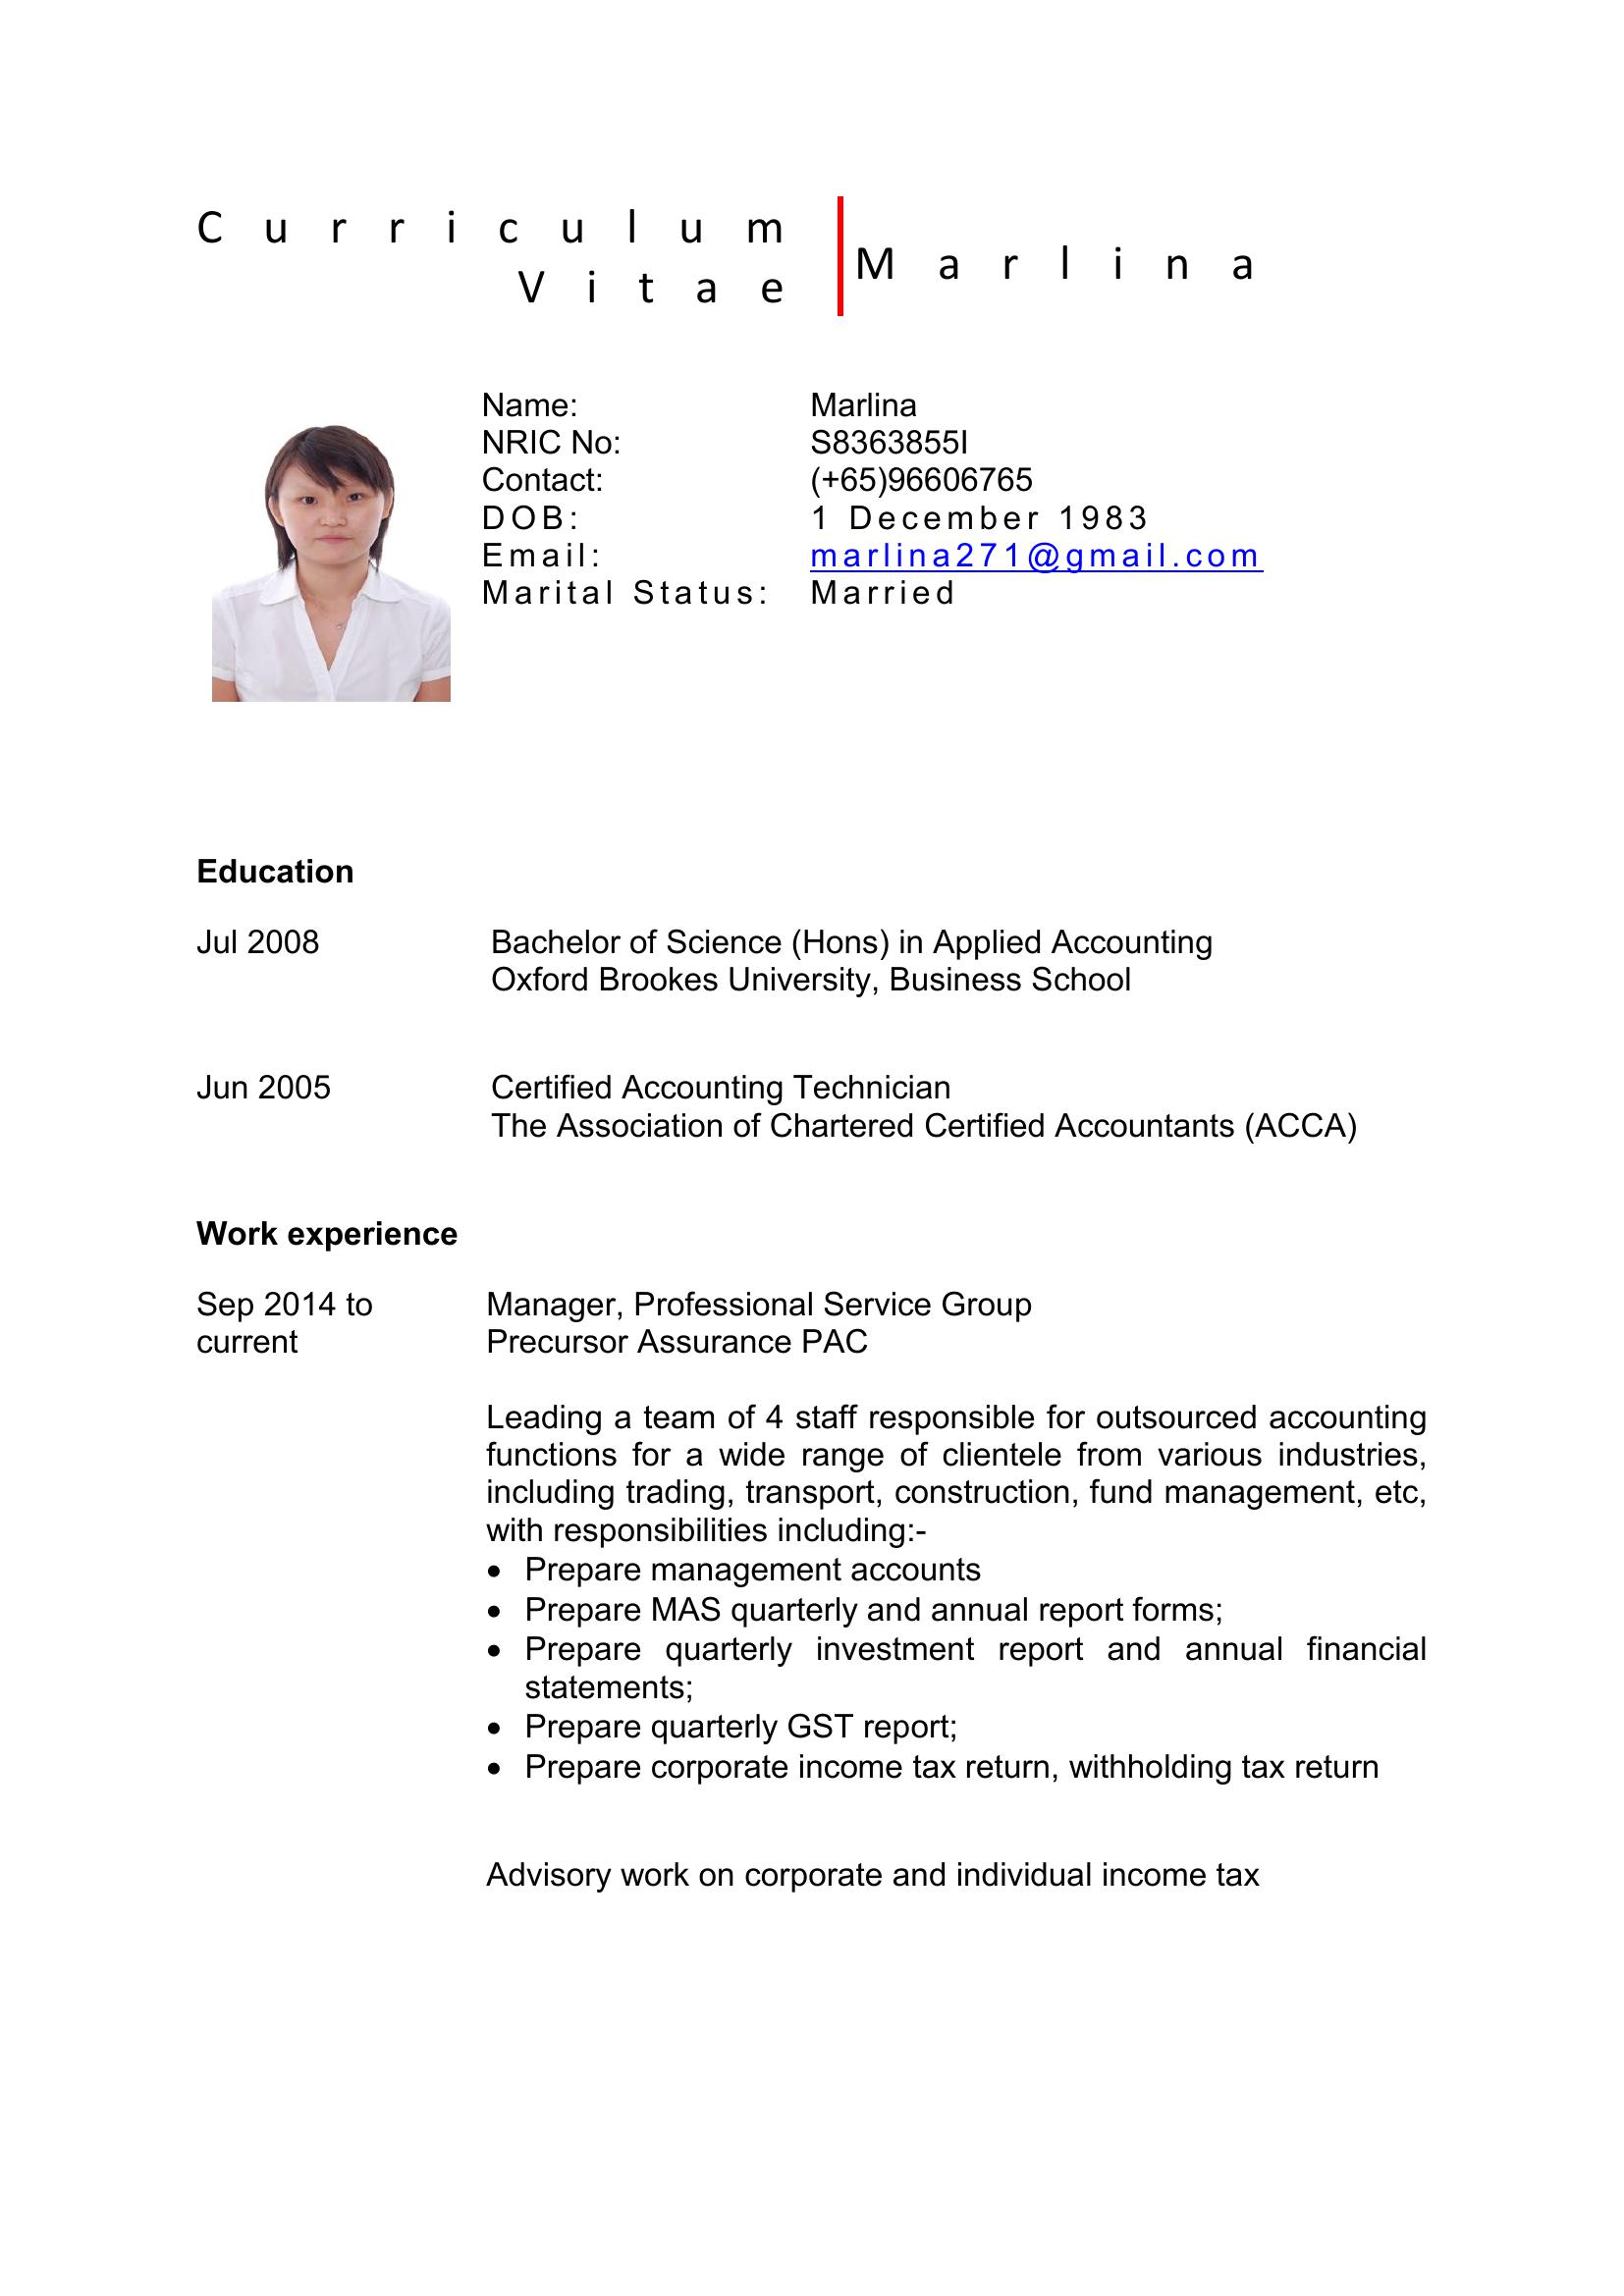 Curriculum
Vitae
Marlina
Name: Marlina
NRIC No: S8363855I
Contact: (+65)96606765
DOB: 1 December 1983
Email: marlina271@gmail.com
Marital Status: Married
Education
Jul 2008 Bachelor of Science (Hons) in Applied Accounting
Oxford Brookes University, Business School
Jun 2005 Certified Accounting Technician
The Association of Chartered Certified Accountants (ACCA)
Work experience
Sep 2014 to Manager, Professional Service Group
current Precursor Assurance PAC
Leading a team of 4 staff responsible for outsourced accounting
functions for a wide range of clientele from various industries,
including trading, transport, construction, fund management, etc,
with responsibilities including:-
• Prepare management accounts
• Prepare MAS quarterly and annual report forms;
• Prepare quarterly investment report and annual financial
statements;
• Prepare quarterly GST report;
• Prepare corporate income tax return, withholding tax return
Advisory work on corporate and individual income tax